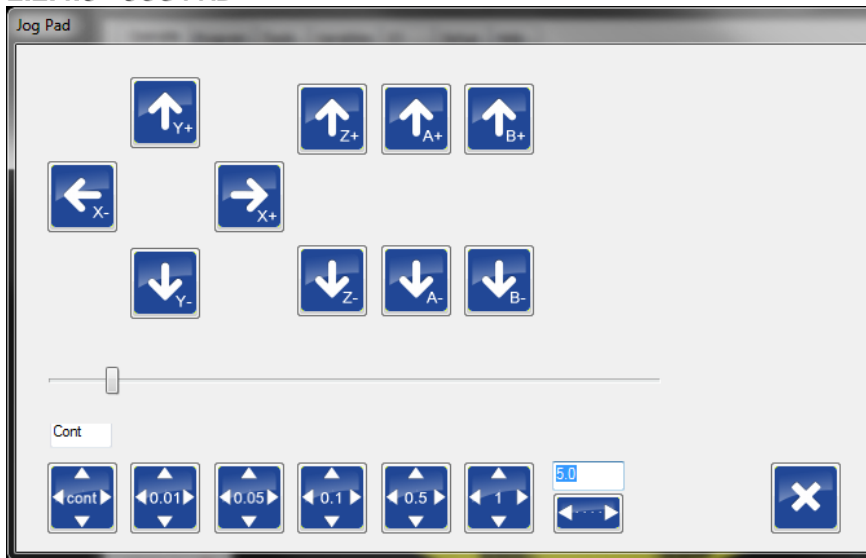 Jog Pad
Y+
Z+ A+ B+
X- X+
Y- Z- A- B-
Cont
5.0
cont 0.01 0.05 0.1 0.5 1